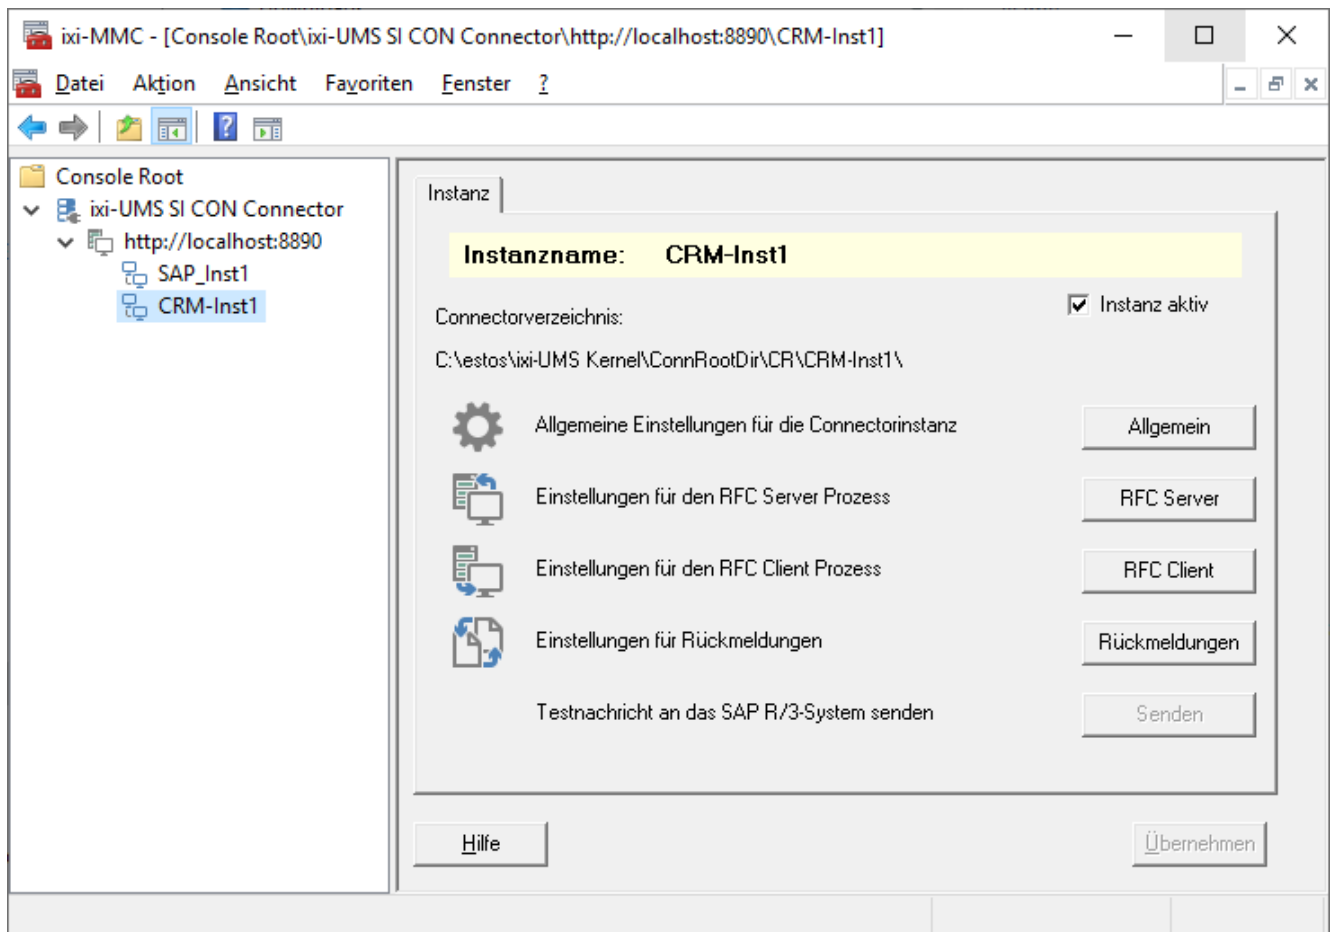 ixi-MMC - [Console Root\ixi-UMS SI CON Connector\http://localhost:8890\CRM-Inst1]
Datei Aktion Ansicht Favoriten Fenster ?
Console Root
ixi-UMS SI CON Connector
http://localhost:8890
SAP_Inst1
CRM-Inst1
Instanz
Instanzname: CRM-Inst1
Instanz aktiv
Connectorverzeichnis:
C:\estos\ixi-UMS Kernel\ConnRootDir\CR\CRM-Inst1\
Allgemeine Einstellungen für die Connectorinstanz Allgemein
Einstellungen für den RFC Server Prozess RFC Server
Einstellungen für den RFC Client Prozess RFC Client
Einstellungen für Rückmeldungen Rückmeldungen
Testnachricht an das SAP R/3-System senden Senden
Hilfe Übernehmen